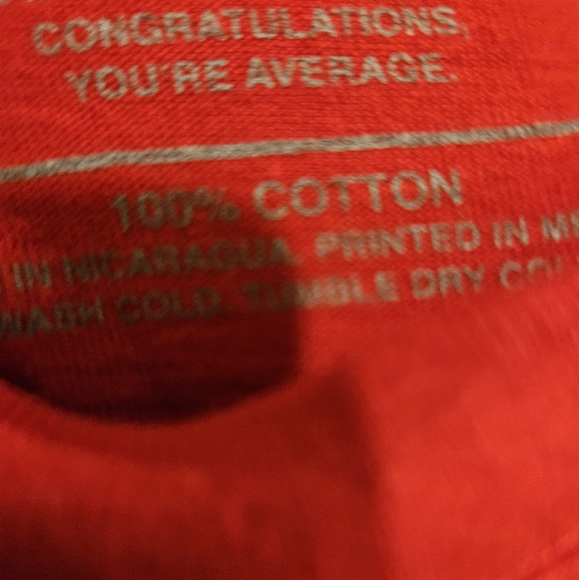 CONGRATULATIONS,
YOU'RE AVERAGE.
100% COTTON
IN NICARAGUA. PRINTED IN
WASH COLD. TUMBLE DRY